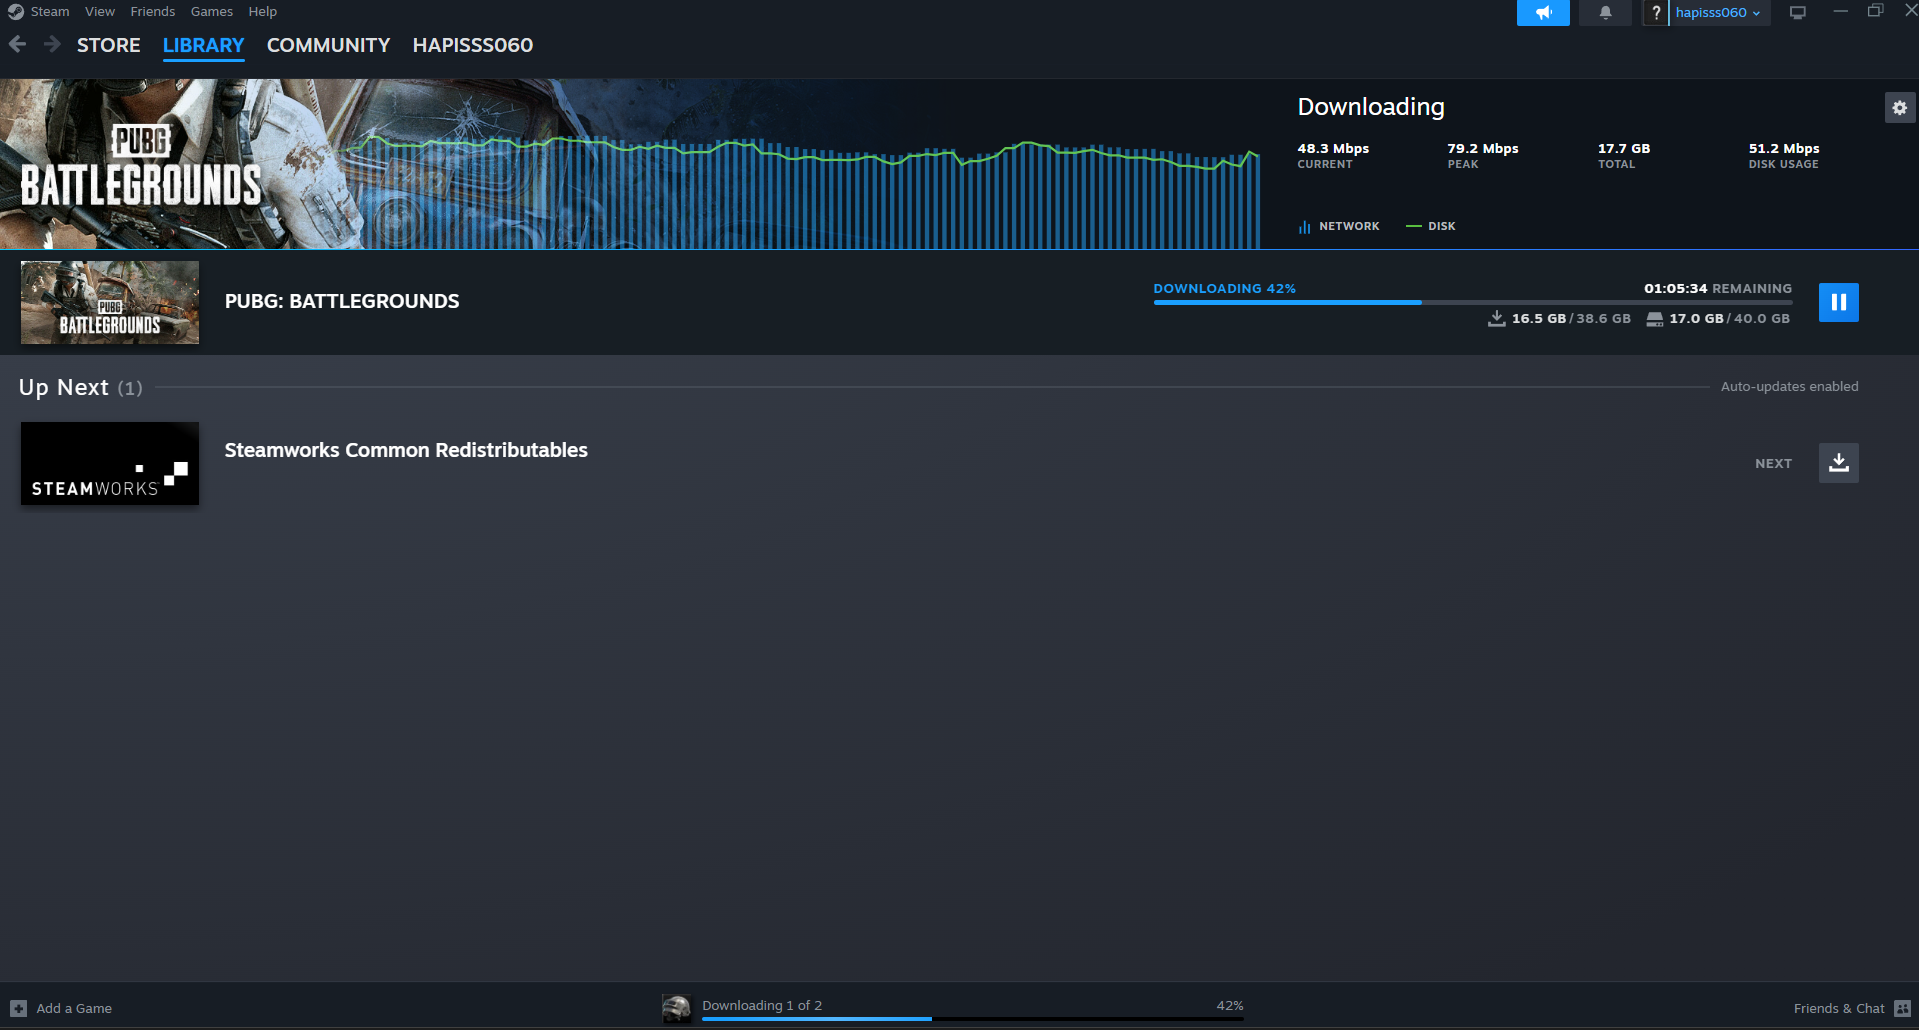 Steam View Friends Games Help
? hapisss060
STORE LIBRARY COMMUNITY HAPISSS060
PUBG
BATTLEGROUNDS
Downloading
48.3 Mbps 79.2 Mbps 17.7 GB 51.2 Mbps
CURRENT PEAK TOTAL DISK USAGE
NETWORK DISK
PUBG
BATTLEGROUNDS
PUBG: BATTLEGROUNDS
DOWNLOADING 42% 01:05:34 REMAINING
16.5 GB / 38.6 GB 17.0 GB / 40.0 GB
Up Next (1) Auto-updates enabled
STEAMWORKS
Steamworks Common Redistributables
NEXT
Add a Game
Downloading 1 of 2 42%
Friends & Chat